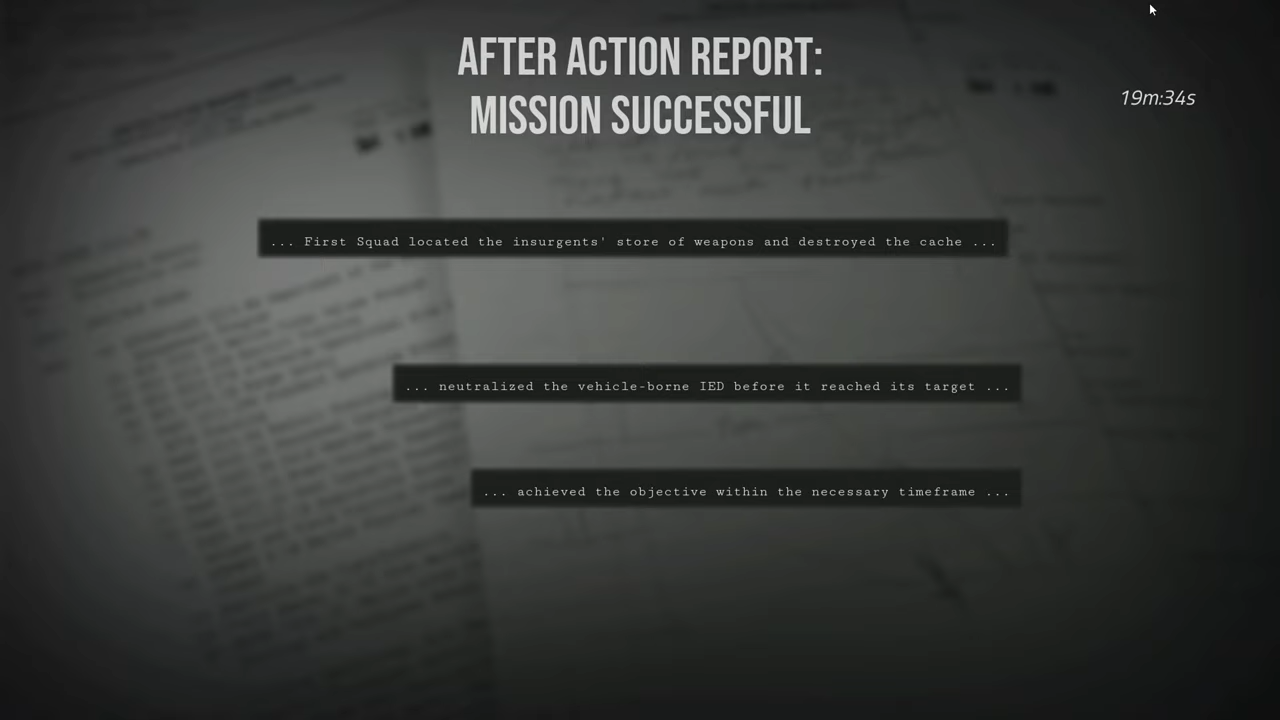 AFTER ACTION REPORT:
MISSION SUCCESSFUL
19m:34s
... First Squad located the insurgents' store of weapons and destroyed the cache ...
... neutralized the vehicle-borne IED before it reached its target ...
... achieved the objective within the necessary timeframe ...